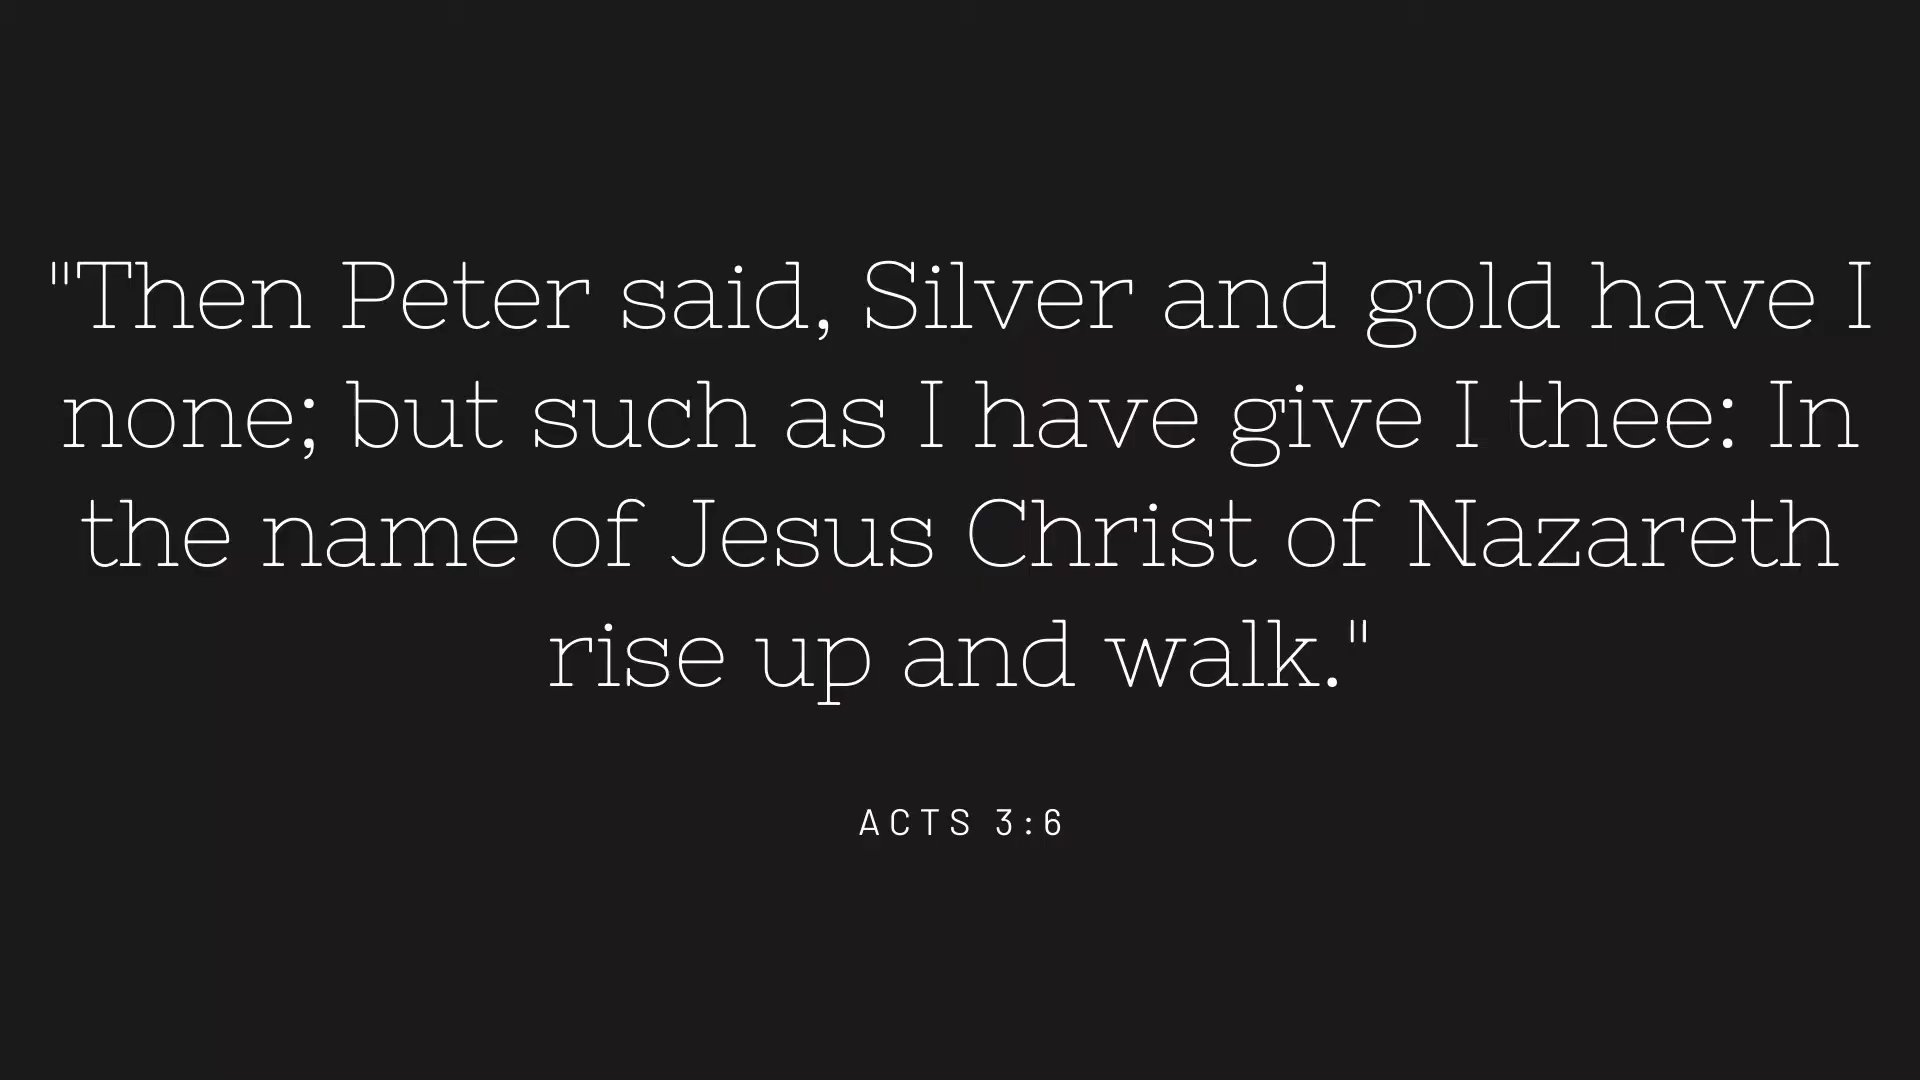 "Then Peter said, Silver and gold have I
none; but such as I have give I thee: In
the name of Jesus Christ of Nazareth
rise up and walk."
ACTS 3:6